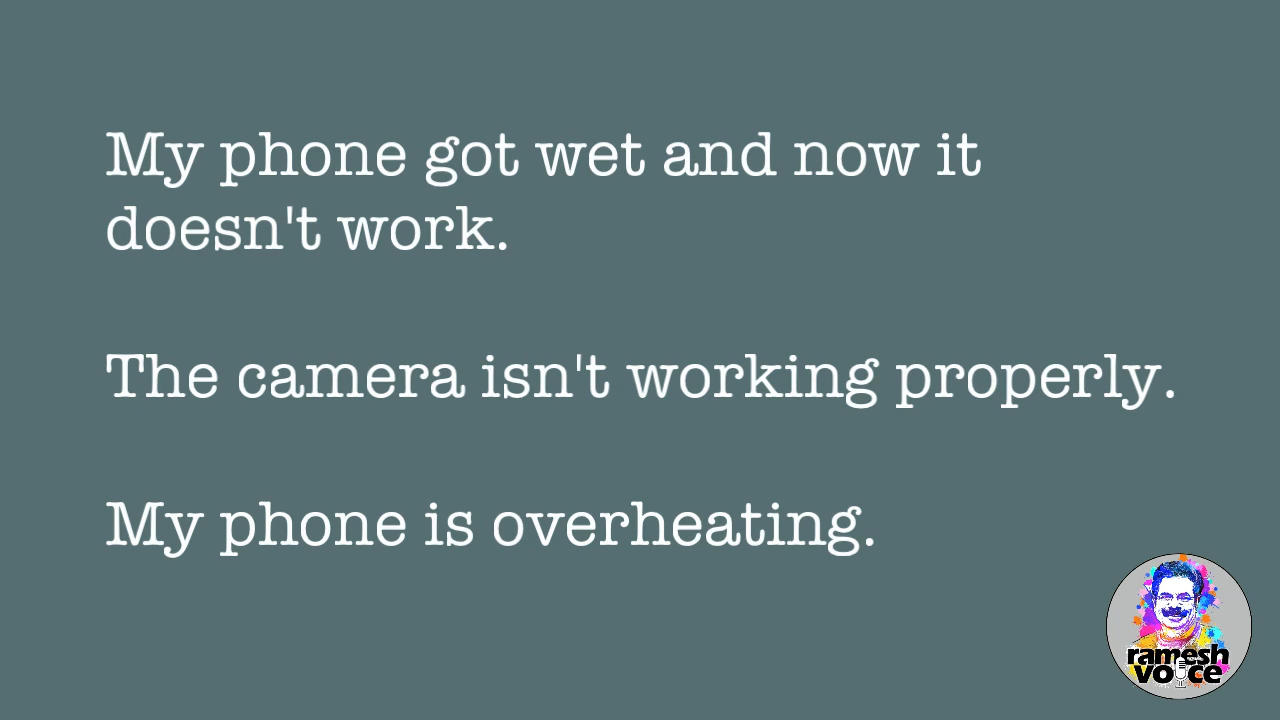 My phone got wet and now it
doesn't work.
The camera isn't working properly.
My phone is overheating.
ramesh
voice